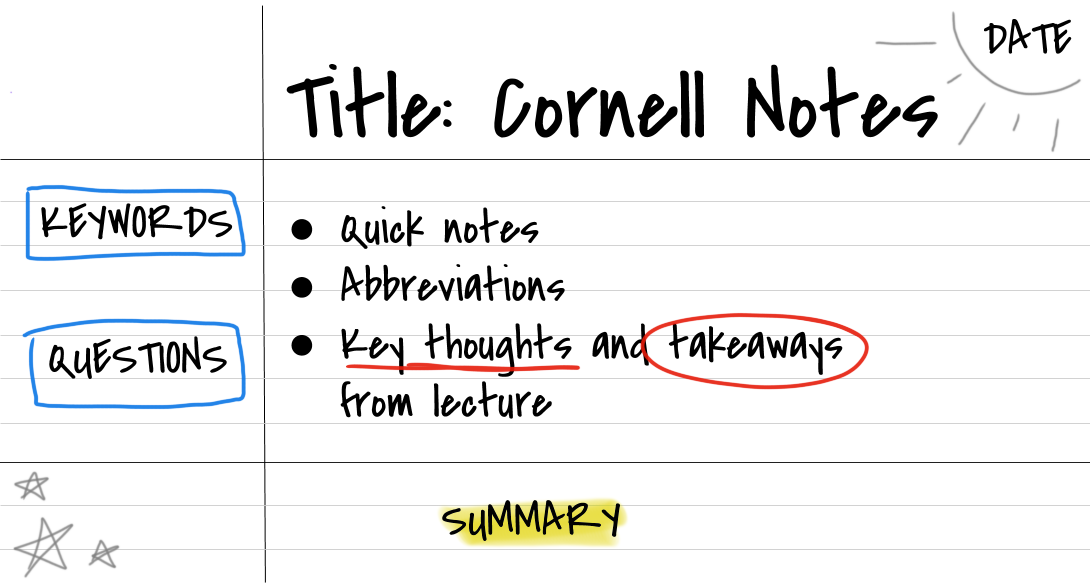 DATE
Title: Cornell Notes
KEYWORDS
• Quick notes
• Abbreviations
QUESTIONS
• Key thoughts and takeaways
from lecture
SUMMARY